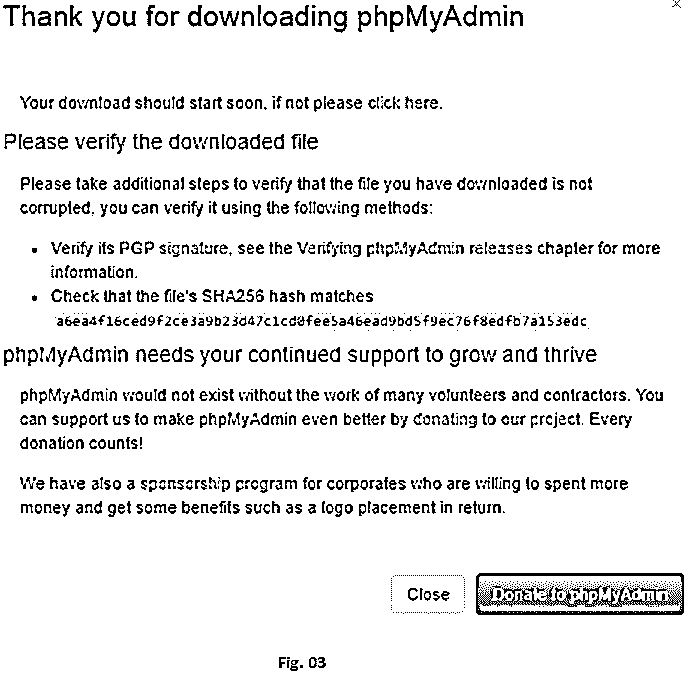 Thank you for downloading phpMyAdmin
Your download should start soon, if not please click here.
Please verify the downloaded file
Please take additional steps to verify that the file you have downloaded is not
corrupted, you can verify it using the following methods:
• Verify its PGP signature, see the Verifying phpMyAdmin releases chapter for more
information.
• Check that the file's SHA256 hash matches
a6ea4f16ced9f2ce3a9b23d47c1cd0fee5a46ead9bd5f9ec76f8edfb7a153edc
phpMyAdmin needs your continued support to grow and thrive
phpMyAdmin would not exist without the work of many volunteers and contractors. You
can support us to make phpMyAdmin even better by donating to our project. Every
donation counts!
We have also a sponsorship program for corporates who are willing to spent more
money and get some benefits such as a logo placement in return.
Close Donate to phpMyAdmin
Fig. 03